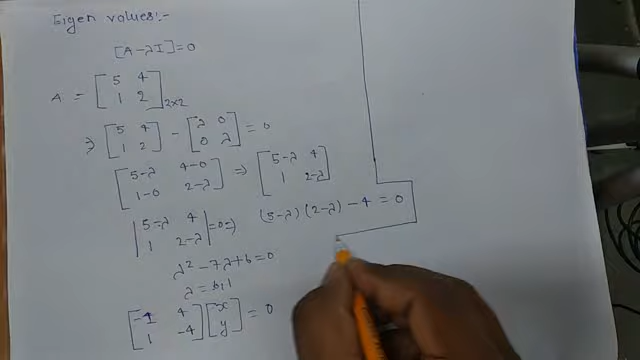 Eigen values:-
[A-λI]=0
A = [5 4; 1 2]2x2
⇒ [5 4; 1 2] - [λ 0; 0 λ] = 0
[5-λ 4-0; 1-0 2-λ] ⇒ [5-λ 4; 1 2-λ]
|5-λ 4; 1 2-λ| =0⇒ (5-λ)(2-λ)-4 = 0
λ² - 7λ+6 =0
λ = 6,1
[-1 4; 1 -4] [x; y] = 0